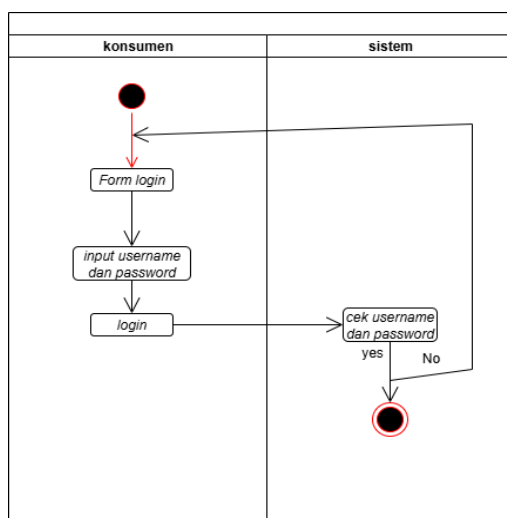 konsumen
sistem
Form login
input username
dan password
login
cek username
dan password
yes
No